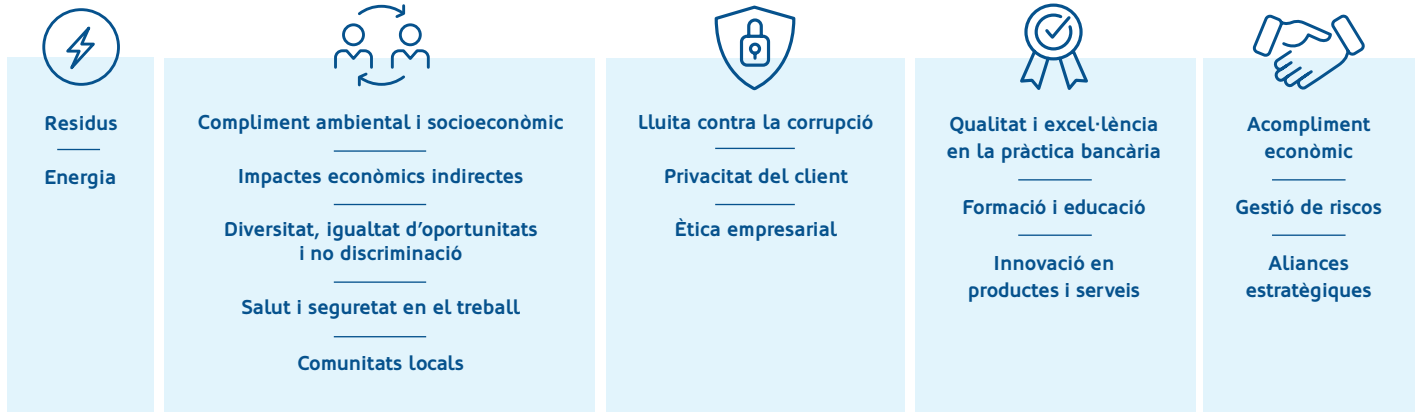 Residus
Energia
Compliment ambiental i socioeconòmic
Impactes econòmics indirectes
Diversitat, igualtat d’oportunitats
i no discriminació
Salut i seguretat en el treball
Comunitats locals
Lluita contra la corrupció
Privacitat del client
Ètica empresarial
Qualitat i excel·lència
en la pràctica bancària
Formació i educació
Innovació en
productes i serveis
Acompliment
econòmic
Gestió de riscos
Aliances
estratègiques